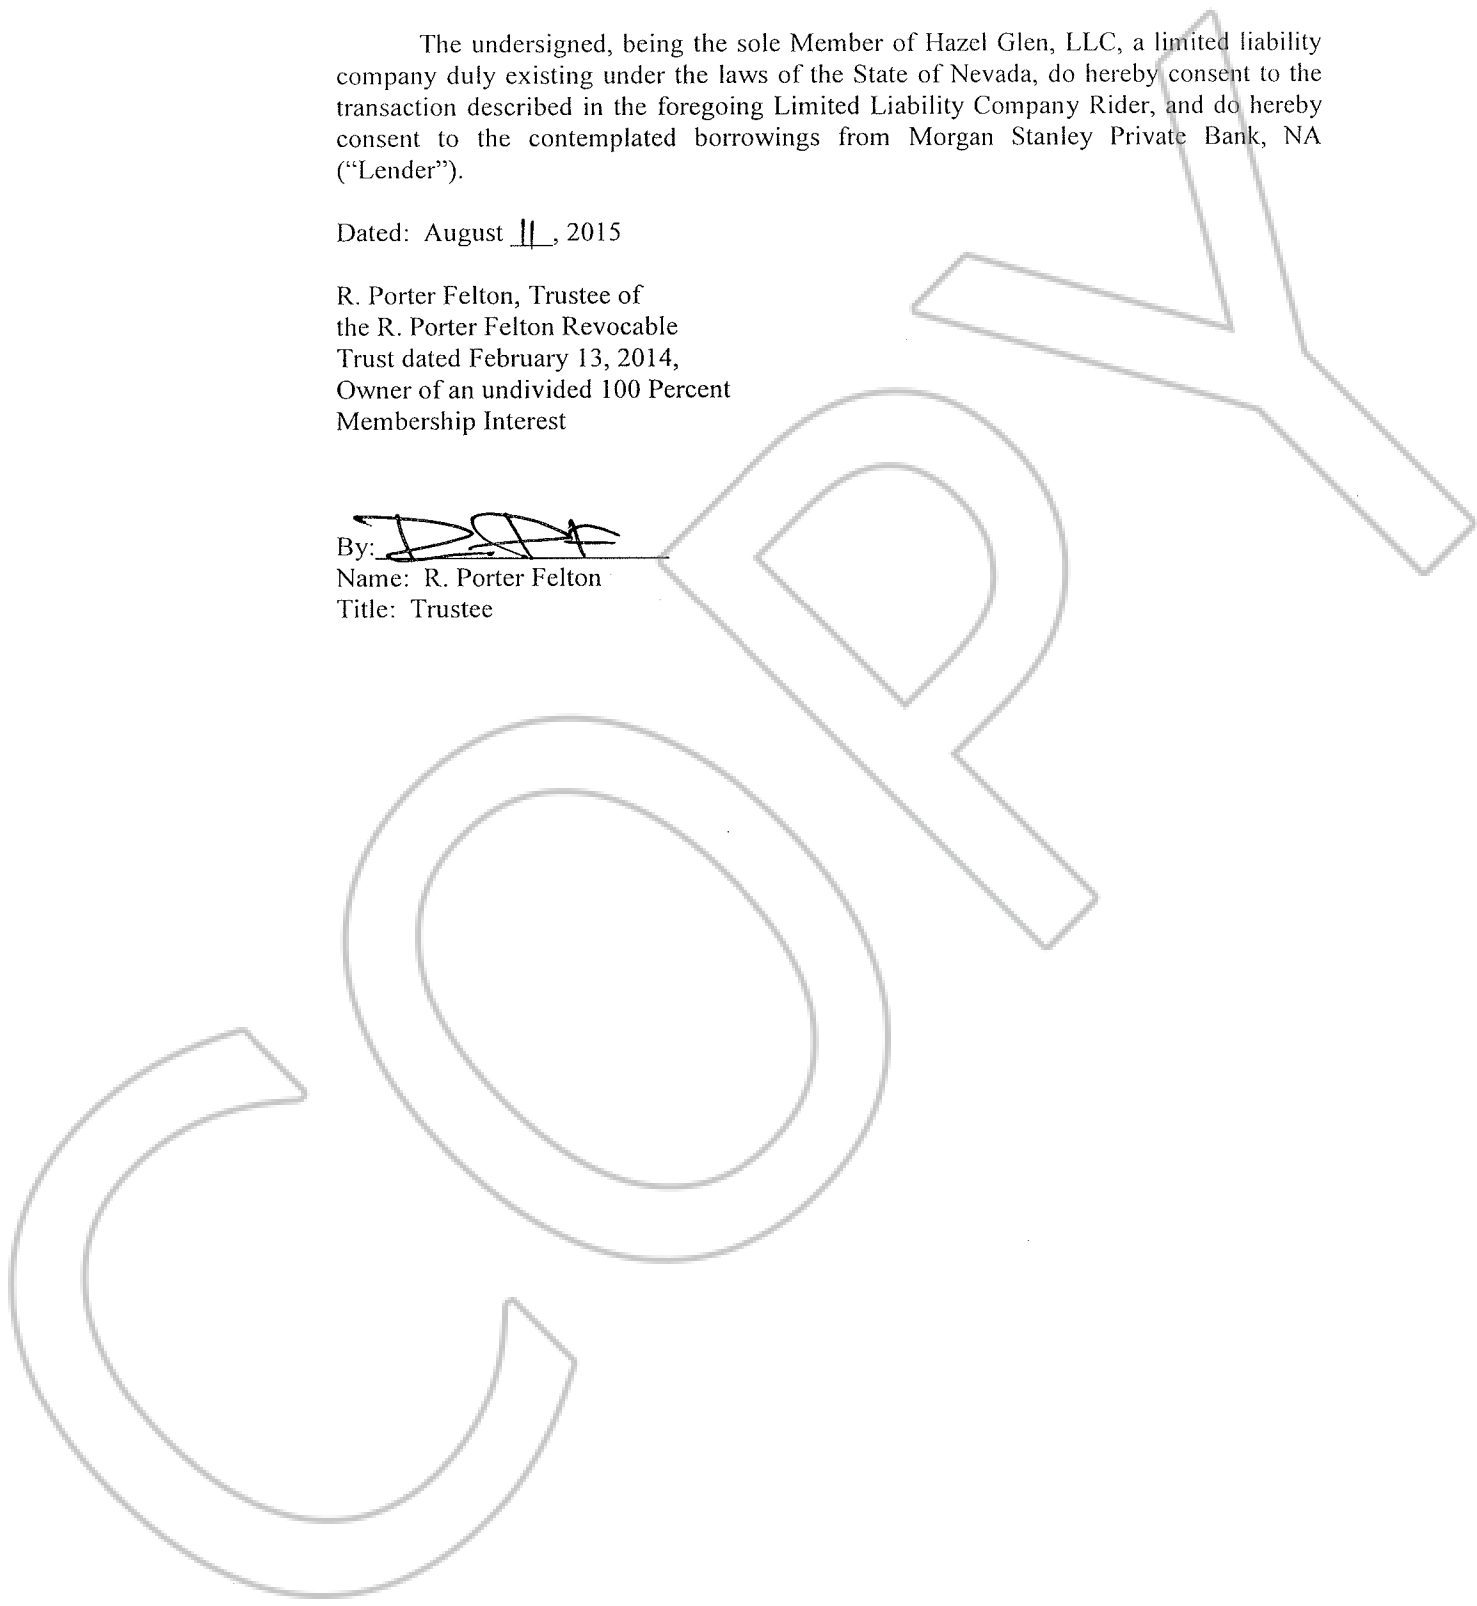 The undersigned, being the sole Member of Hazel Glen, LLC, a limited liability
company duly existing under the laws of the State of Nevada, do hereby consent to the
transaction described in the foregoing Limited Liability Company Rider, and do hereby
consent to the contemplated borrowings from Morgan Stanley Private Bank, NA
(“Lender”).
Dated: August 11, 2015
R. Porter Felton, Trustee of
the R. Porter Felton Revocable
Trust dated February 13, 2014,
Owner of an undivided 100 Percent
Membership Interest
By:
Name: R. Porter Felton
Title: Trustee
COPY